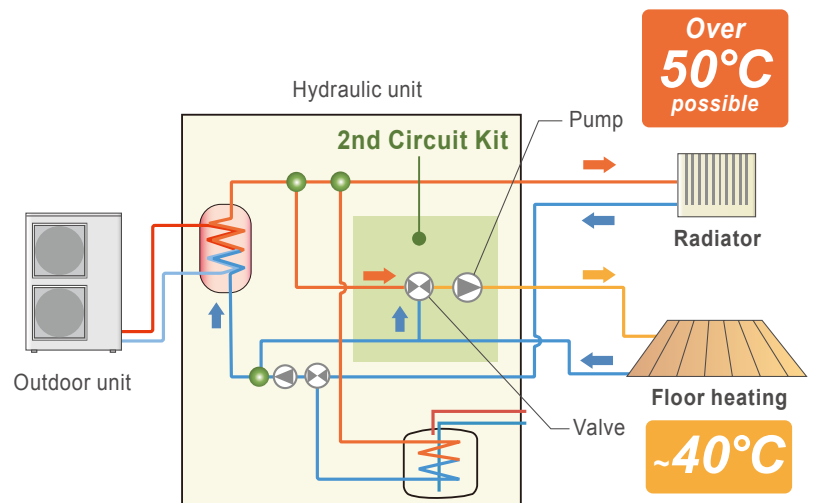 Over
50°C
possible
Hydraulic unit
Pump
2nd Circuit Kit
Radiator
Outdoor unit
Floor heating
Valve
~40°C